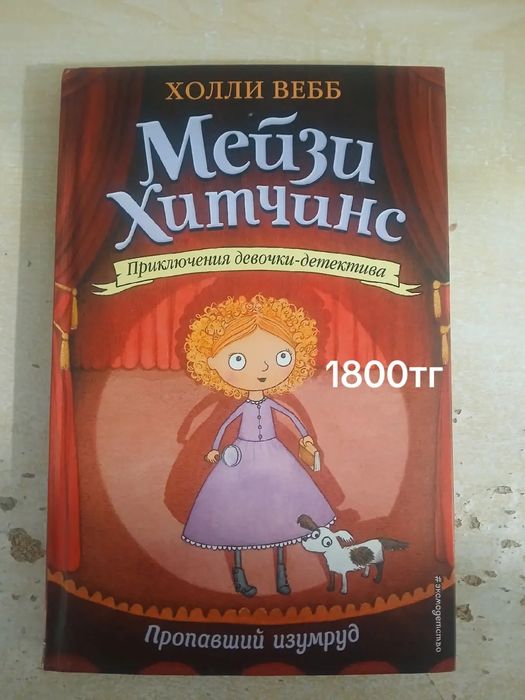 ХОЛЛИ ВЕББ
Мейзи
Хитчинс
Приключения девочки-детектива
1800тг
Пропавший изумруд
#эксмодетство